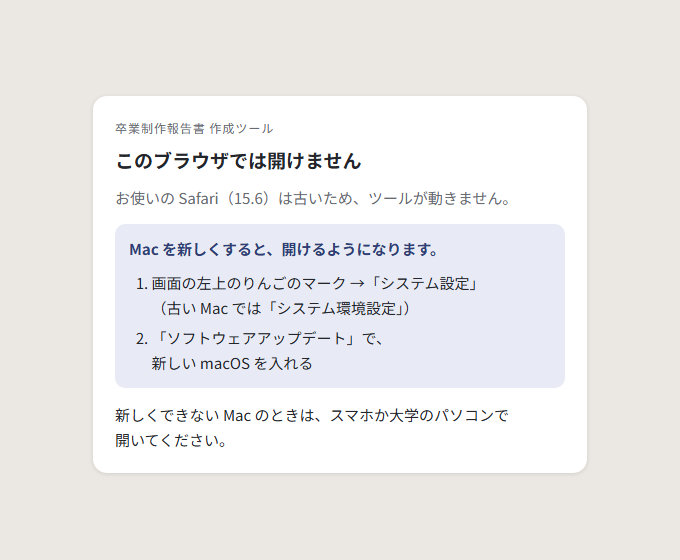 卒業制作報告書 作成ツール
このブラウザでは開けません
お使いの Safari（15.6）は古いため、ツールが動きません。
Mac を新しくすると、開けるようになります。
1. 画面の左上のりんごのマーク →「システム設定」
（古い Mac では「システム環境設定」）
2. 「ソフトウェアアップデート」で、
新しい macOS を入れる
新しくできない Mac のときは、スマホか大学のパソコンで
開いてください。